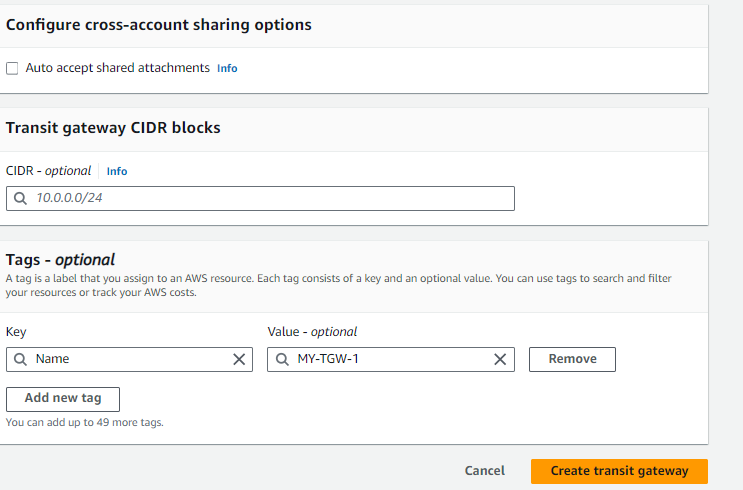 Configure cross-account sharing options
Auto accept shared attachments Info
Transit gateway CIDR blocks
CIDR - optional Info
10.0.0.0/24
Tags - optional
A tag is a label that you assign to an AWS resource. Each tag consists of a key and an optional value. You can use tags to search and filter
your resources or track your AWS costs.
Key Value - optional
Name MY-TGW-1 Remove
Add new tag
You can add up to 49 more tags.
Cancel Create transit gateway